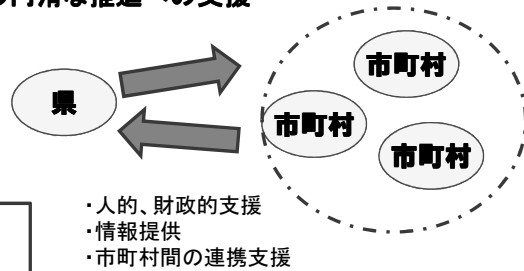 の円滑な推進への支援
県
市町村
市町村
市町村
・人的、財政的支援
・情報提供
・市町村間の連携支援